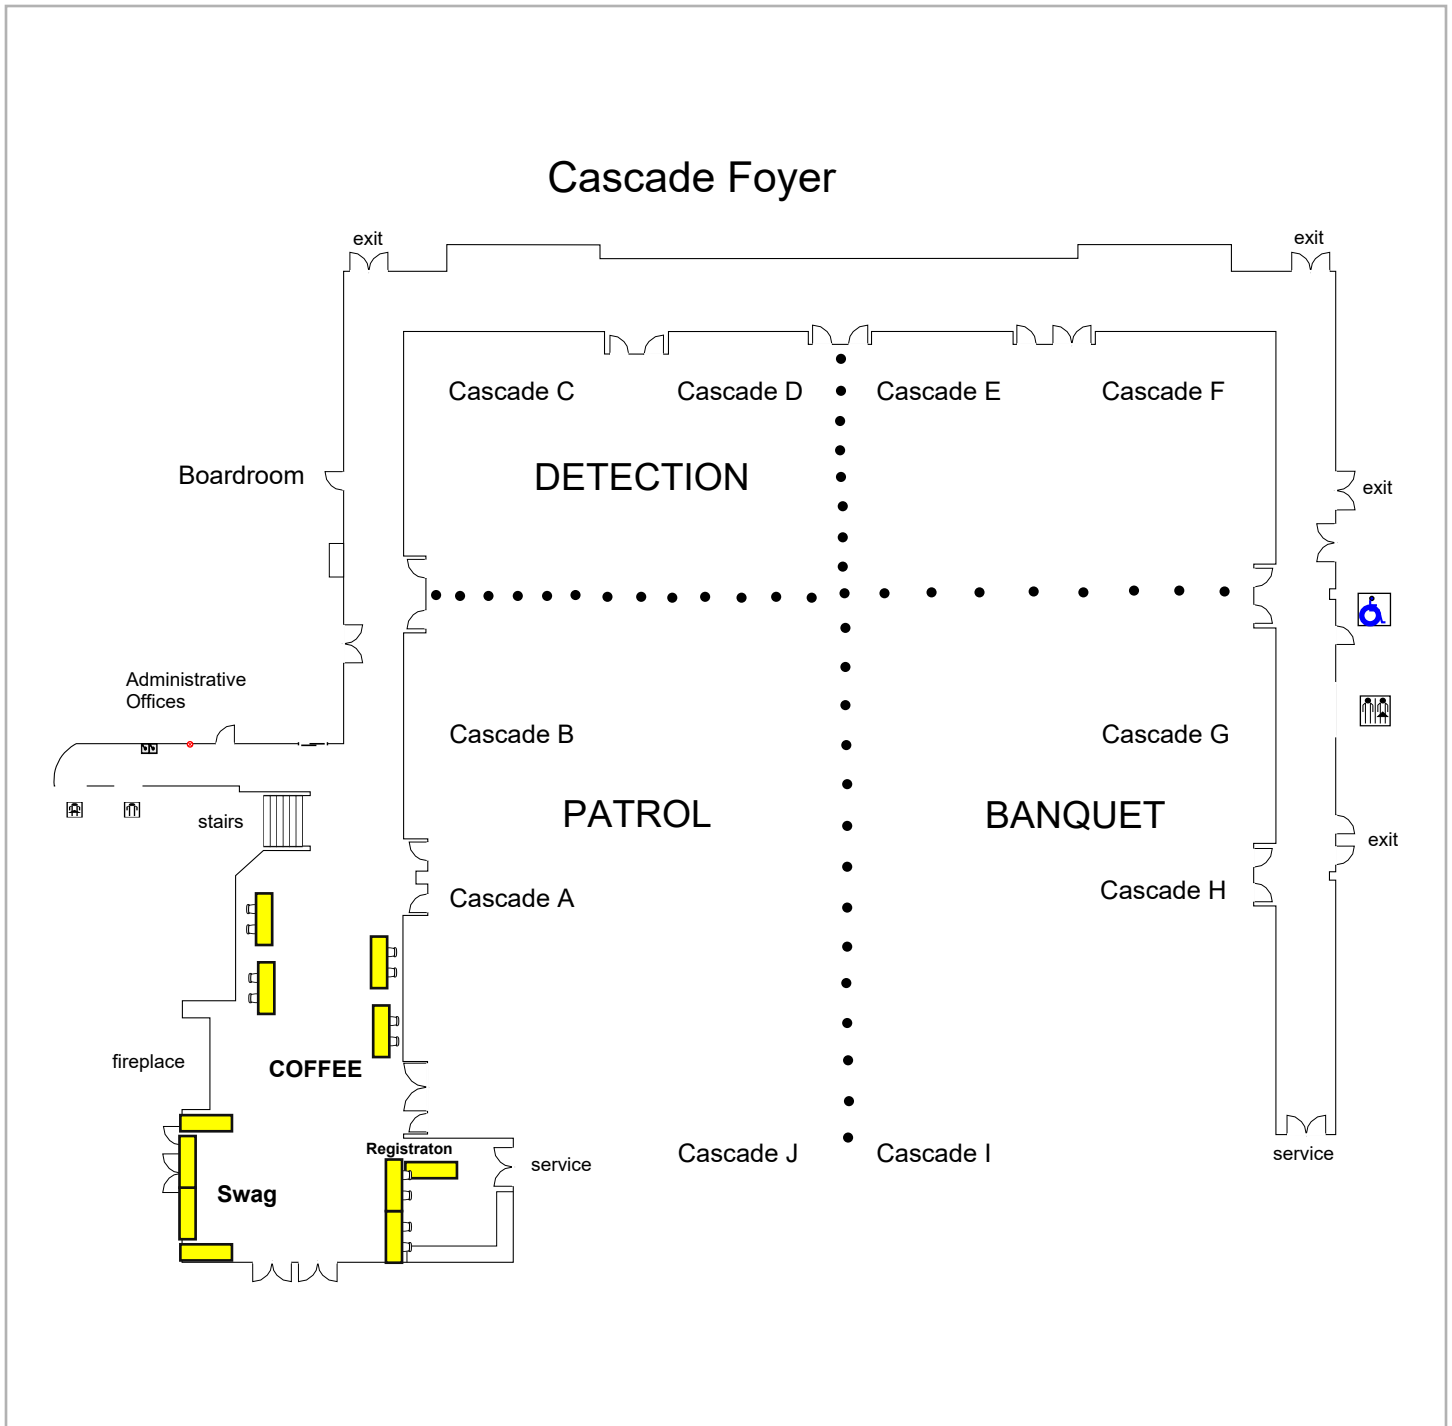 Cascade Foyer
exit
exit
Cascade C
Cascade D
Cascade E
Cascade F
DETECTION
Boardroom
exit
Administrative
Offices
Cascade B
Cascade G
stairs
PATROL
BANQUET
exit
Cascade A
Cascade H
fireplace
COFFEE
Registraton
Cascade J
Cascade I
service
service
Swag